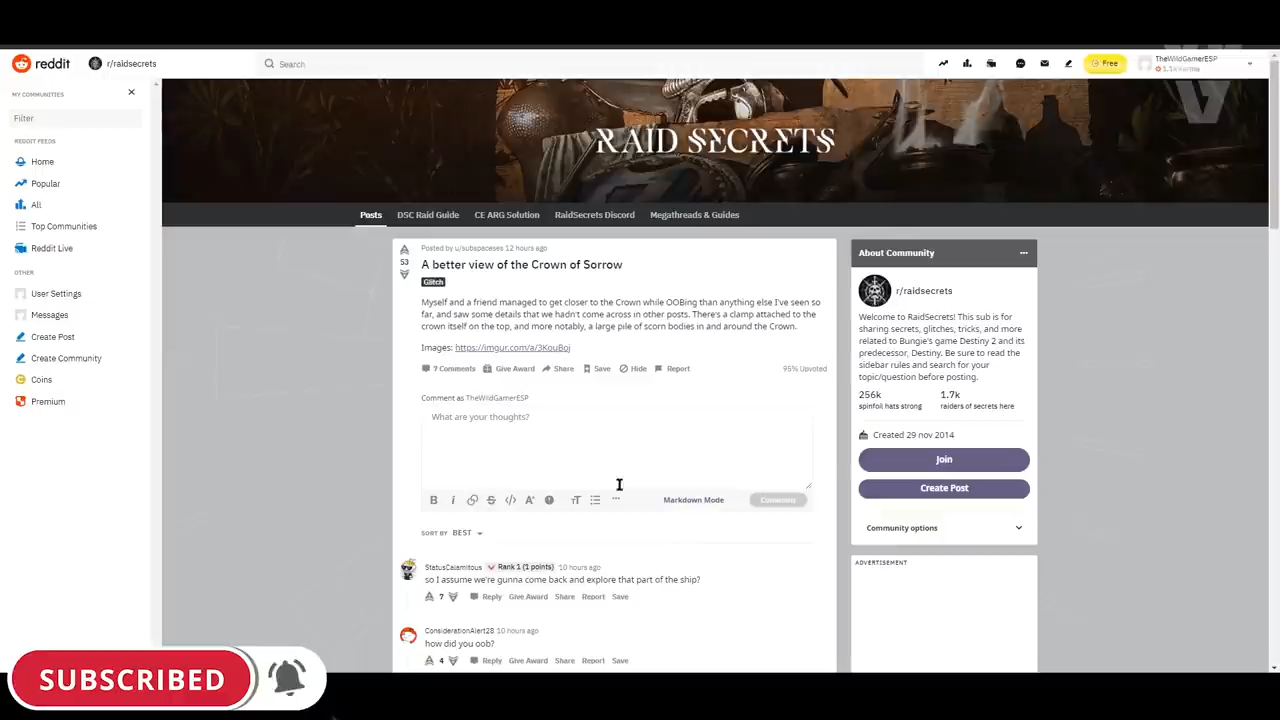 reddit
r/raidsecrets
Search
Free
TheWildGamerESP
MY COMMUNITIES
Filter
REDDIT FEEDS
Home
Popular
All
Top Communities
Reddit Live
OTHER
User Settings
Messages
Create Post
Create Community
Coins
Premium
RAID SECRETS
Posts
DSC Raid Guide
CE ARG Solution
RaidSecrets Discord
Megathreads & Guides
Posted by u/subspaceses 12 hours ago
53
A better view of the Crown of Sorrow
Glitch
Myself and a friend managed to get closer to the Crown while OOBing than anything else I've seen so
far, and saw some details that we hadn't come across in other posts. There's a clamp attached to the
crown itself on the top, and more notably, a large pile of scorn bodies in and around the Crown.
Images: https://imgur.com/a/3KouBoj
7 Comments Give Award Share Save Hide Report 95% Upvoted
Comment as TheWildGamerESP
What are your thoughts?
Markdown Mode
SORT BY BEST
StatusCalamitous Rank 1 (1 points) 10 hours ago
so I assume we're gunna come back and explore that part of the ship?
7 Reply Give Award Share Report Save
ConsiderationAlert28 10 hours ago
how did you oob?
4 Reply Give Award Share Report Save
About Community
r/raidsecrets
Welcome to RaidSecrets! This sub is for
sharing secrets, glitches, tricks, and more
related to Bungie's game Destiny 2 and its
predecessor, Destiny. Be sure to read the
sidebar rules and search for your
topic/question before posting.
256k 1.7k
spinfoil hats strong raiders of secrets here
Created 29 nov 2014
Join
Create Post
Community options
ADVERTISEMENT
SUBSCRIBED